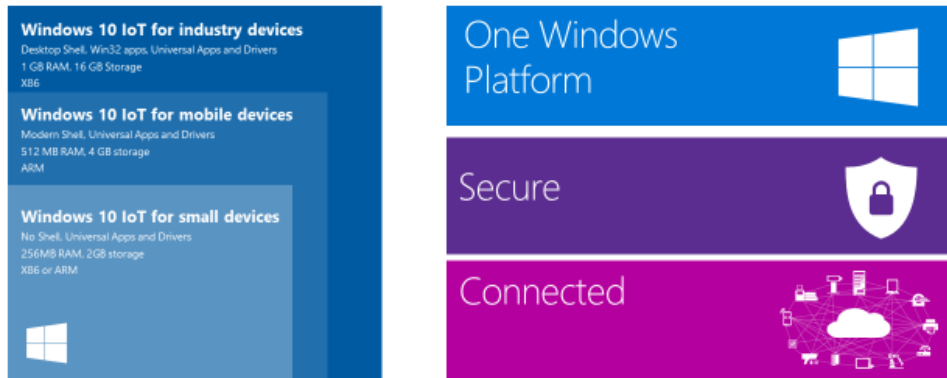 Windows 10 IoT for industry devices
Desktop Shell, Win32 apps, Universal Apps and Drivers
1 GB RAM, 16 GB Storage
X86
Windows 10 IoT for mobile devices
Modern Shell, Universal Apps and Drivers
512 MB RAM, 4 GB storage
ARM
Windows 10 IoT for small devices
No Shell, Universal Apps and Drivers
256MB RAM, 2GB storage
X86 or ARM
One Windows
Platform
Secure
Connected